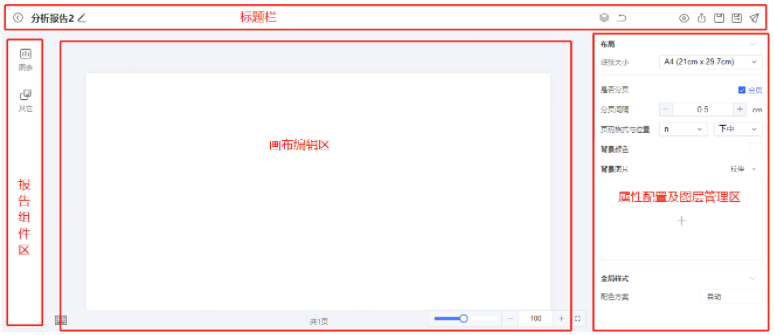 分析报告2
标题栏
图表
其它
报告组件区
画布编辑区
共1页
100
布局
纸张大小 A4 (21cm x 29.7cm)
是否分页 分页
分页间隔 0.5 cm
页码格式与位置 n 下中
背景颜色
背景图片 拉伸
属性配置及图层管理区
全局样式
配色方案 自动